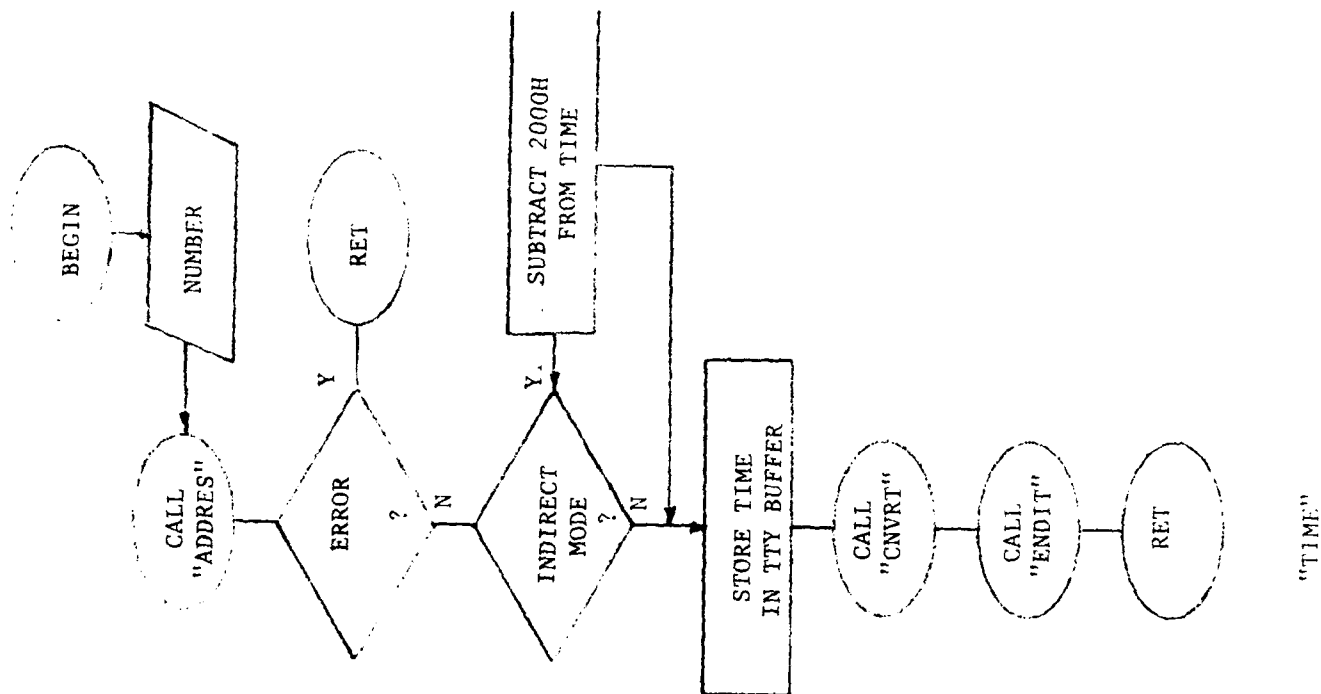 BEGIN
NUMBER
CALL
"ADDRES"
ERROR
?
Y
RET
N
INDIRECT
MODE
?
Y.
SUBTRACT 2000H
FROM TIME
N
STORE TIME
IN TTY BUFFER
CALL
"CNVRT"
CALL
"ENDIT"
RET
"TIME"